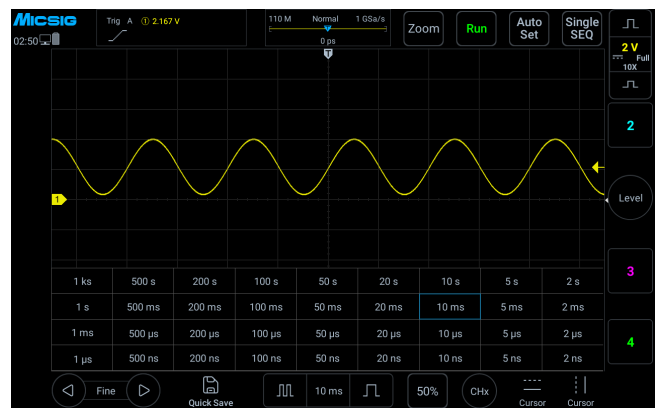 Micsig
Trig A ① 2.167 V
110 M Normal 1 GSa/s
0 ps
T
Zoom
Run
Auto
Set
Single
SEQ
02:50
2 V
Full
10X
2
1
Level
3
4
1 ks 500 s 200 s 100 s 50 s 20 s 10 s 5 s 2 s
1 s 500 ms 200 ms 100 ms 50 ms 20 ms 10 ms 5 ms 2 ms
1 ms 500 μs 200 μs 100 μs 50 μs 20 μs 10 μs 5 μs 2 μs
1 μs 500 ns 200 ns 100 ns 50 ns 20 ns 10 ns 5 ns 2 ns
Fine
Quick Save
10 ms
50%
CHx
Cursor
Cursor